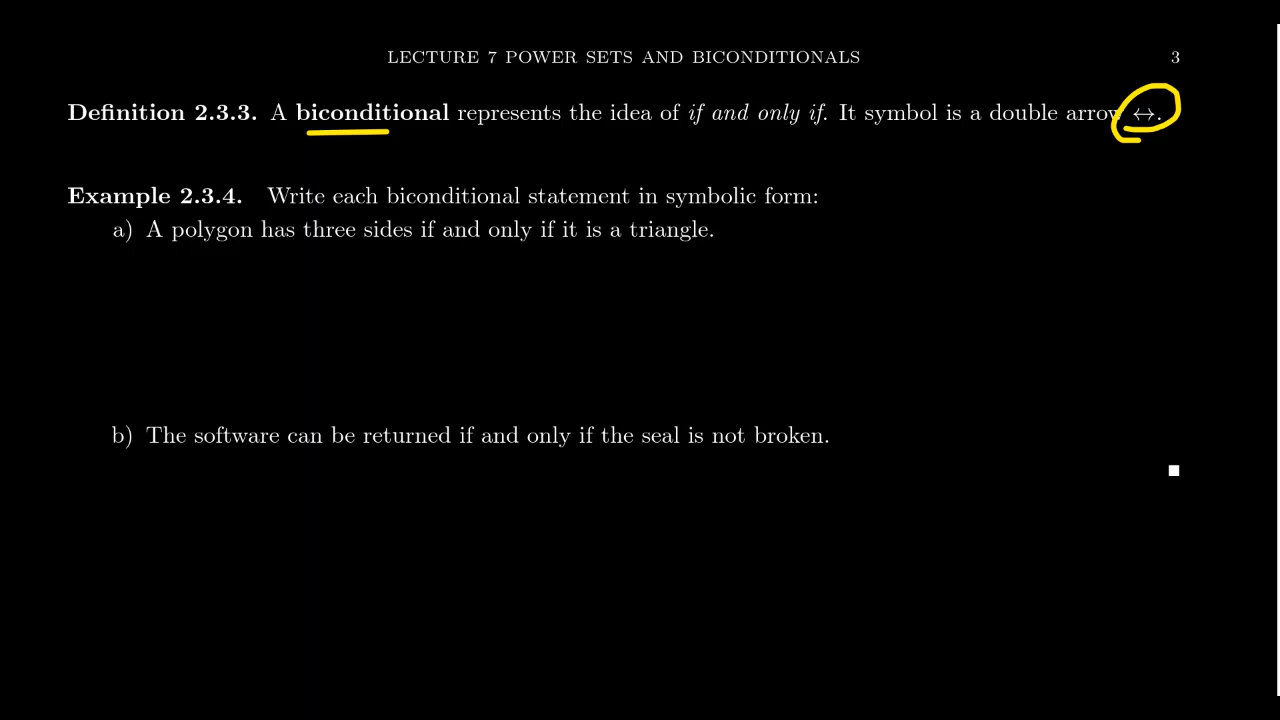 LECTURE 7 POWER SETS AND BICONDITIONALS 3
Definition 2.3.3. A biconditional represents the idea of if and only if. It symbol is a double arrow ↔.
Example 2.3.4. Write each biconditional statement in symbolic form:
a) A polygon has three sides if and only if it is a triangle.
b) The software can be returned if and only if the seal is not broken.
■